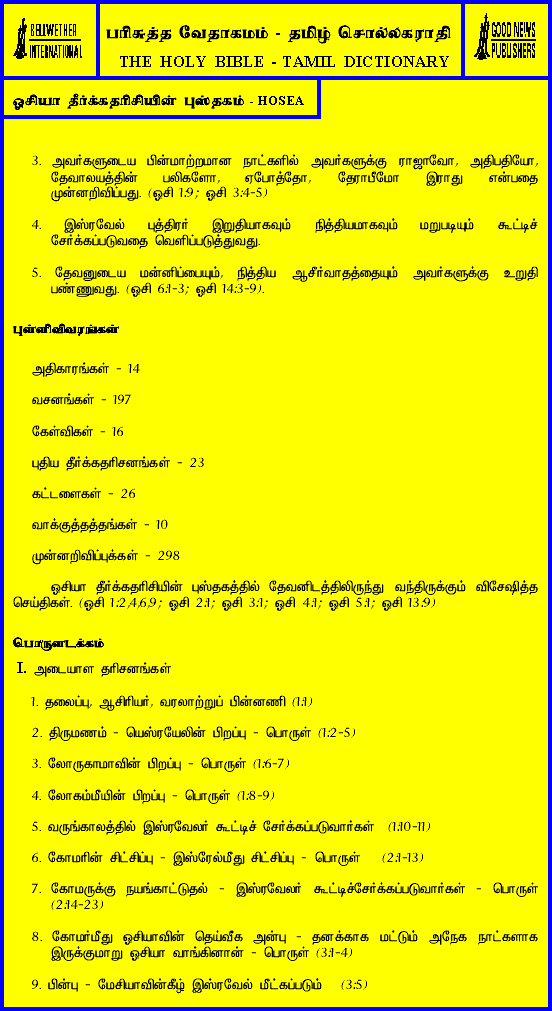 BELLWETHER
INTERNATIONAL
பரிசுத்த வேதாகமம் - தமிழ் சொல்லகராதி
THE HOLY BIBLE - TAMIL DICTIONARY
GOOD NEWS
PUBLISHERS
ஓசியா தீர்க்கதரிசியின் புஸ்தகம் - HOSEA
3. அவர்களுடைய பின்மாற்றமான நாட்களில் அவர்களுக்கு ராஜாவோ, அதிபதியோ,
தேவாலயத்தின் பலிகளோ, ஏபோத்தோ, தேராபீமோ இராது என்பதை
முன்னறிவிப்பது. (ஓசி 1:9; ஓசி 3:4-5)
4. இஸ்ரவேல் புத்திரர் இறுதியாகவும் நித்தியமாகவும் மறுபடியும் கூட்டிச்
சேர்க்கப்படுவதை வெளிப்படுத்துவது.
5. தேவனுடைய மன்னிப்பையும், நித்திய ஆசீர்வாதத்தையும் அவர்களுக்கு உறுதி
பண்ணுவது. (ஓசி 6:1-3; ஓசி 14:3-9).
புள்ளிவிவரங்கள்
அதிகாரங்கள் - 14
வசனங்கள் - 197
கேள்விகள் - 16
புதிய தீர்க்கதரிசனங்கள் - 23
கட்டளைகள் - 26
வாக்குத்தத்தங்கள் - 10
முன்னறிவிப்புக்கள் - 298
ஓசியா தீர்க்கதரிசியின் புஸ்தகத்தில் தேவனிடத்திலிருந்து வந்திருக்கும் விசேஷித்த
செய்திகள். (ஓசி 1:2,4,6,9; ஓசி 2:1; ஓசி 3:1; ஓசி 4:1; ஓசி 5:1; ஓசி 13:9)
பொருளடக்கம்
I. அடையாள தரிசனங்கள்
1. தலைப்பு, ஆசிரியர், வரலாற்றுப் பின்னணி (1:1)
2. திருமணம் - யெஸ்ரயேலின் பிறப்பு - பொருள் (1:2-5)
3. லோருகாமாவின் பிறப்பு - பொருள் (1:6-7)
4. லோகம்மீயின் பிறப்பு - பொருள் (1:8-9)
5. வருங்காலத்தில் இஸ்ரவேலர் கூட்டிச் சேர்க்கப்படுவார்கள் (1:10-11)
6. கோமரின் சிட்சிப்பு - இஸ்ரேல்மீது சிட்சிப்பு - பொருள் (2:1-13)
7. கோமருக்கு நயங்காட்டுதல் - இஸ்ரவேலர் கூட்டிச்சேர்க்கப்படுவார்கள் - பொருள்
(2:14-23)
8. கோமர்மீது ஓசியாவின் தெய்வீக அன்பு - தனக்காக மட்டும் அநேக நாட்களாக
இருக்குமாறு ஓசியா வாங்கினான் - பொருள் (3:1-4)
9. பின்பு - மேசியாவின்கீழ் இஸ்ரவேல் மீட்கப்படும் (3:5)